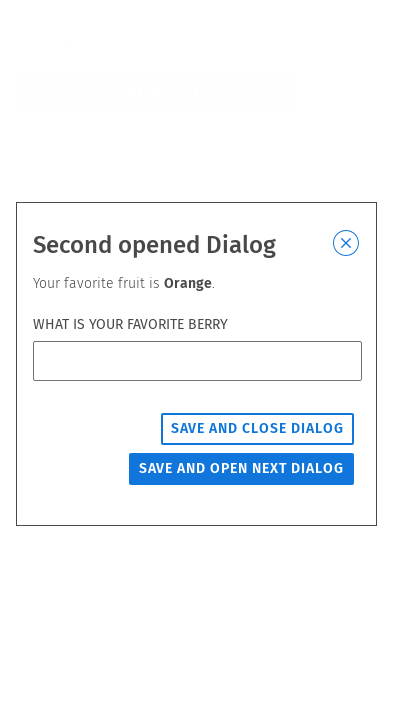 Second opened Dialog
Your favorite fruit is Orange.
WHAT IS YOUR FAVORITE BERRY
SAVE AND CLOSE DIALOG
SAVE AND OPEN NEXT DIALOG